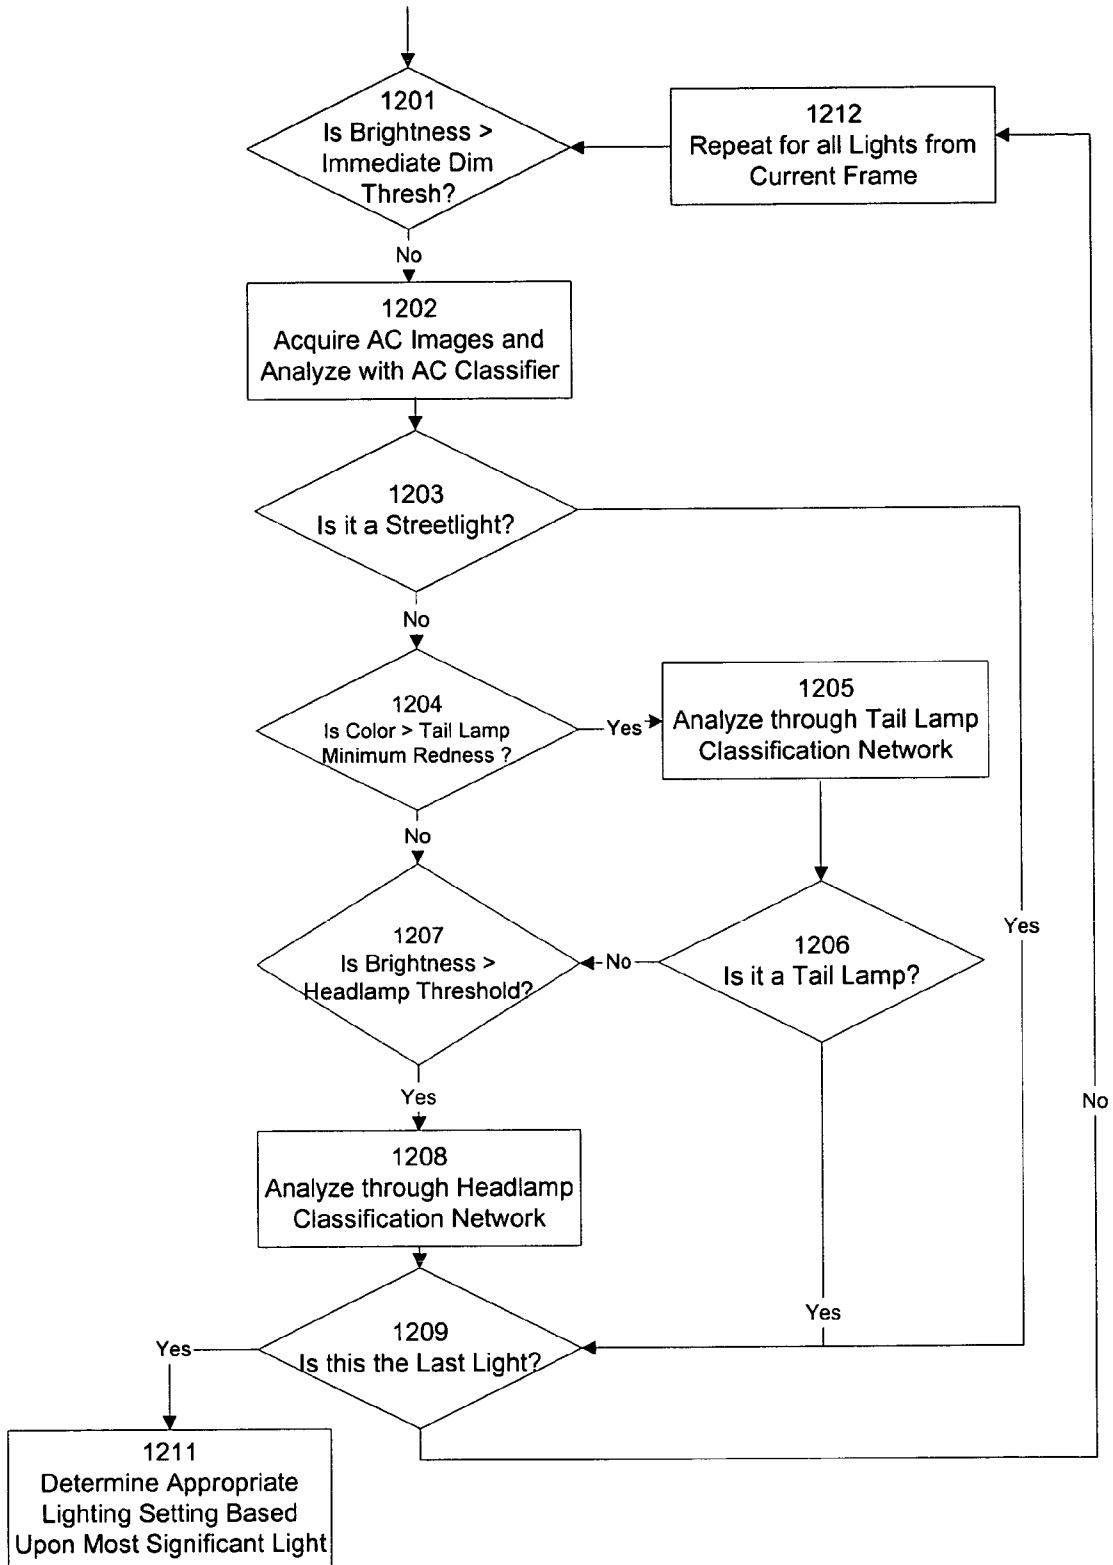 1201
Is Brightness >
Immediate Dim
Thresh?
1212
Repeat for all Lights from
Current Frame
No
1202
Acquire AC Images and
Analyze with AC Classifier
1203
Is it a Streetlight?
No
1204
Is Color > Tail Lamp
Minimum Redness ?
Yes
1205
Analyze through Tail Lamp
Classification Network
No
1207
Is Brightness >
Headlamp Threshold?
No
1206
Is it a Tail Lamp?
Yes
Yes
No
1208
Analyze through Headlamp
Classification Network
Yes
1209
Is this the Last Light?
Yes
1211
Determine Appropriate
Lighting Setting Based
Upon Most Significant Light